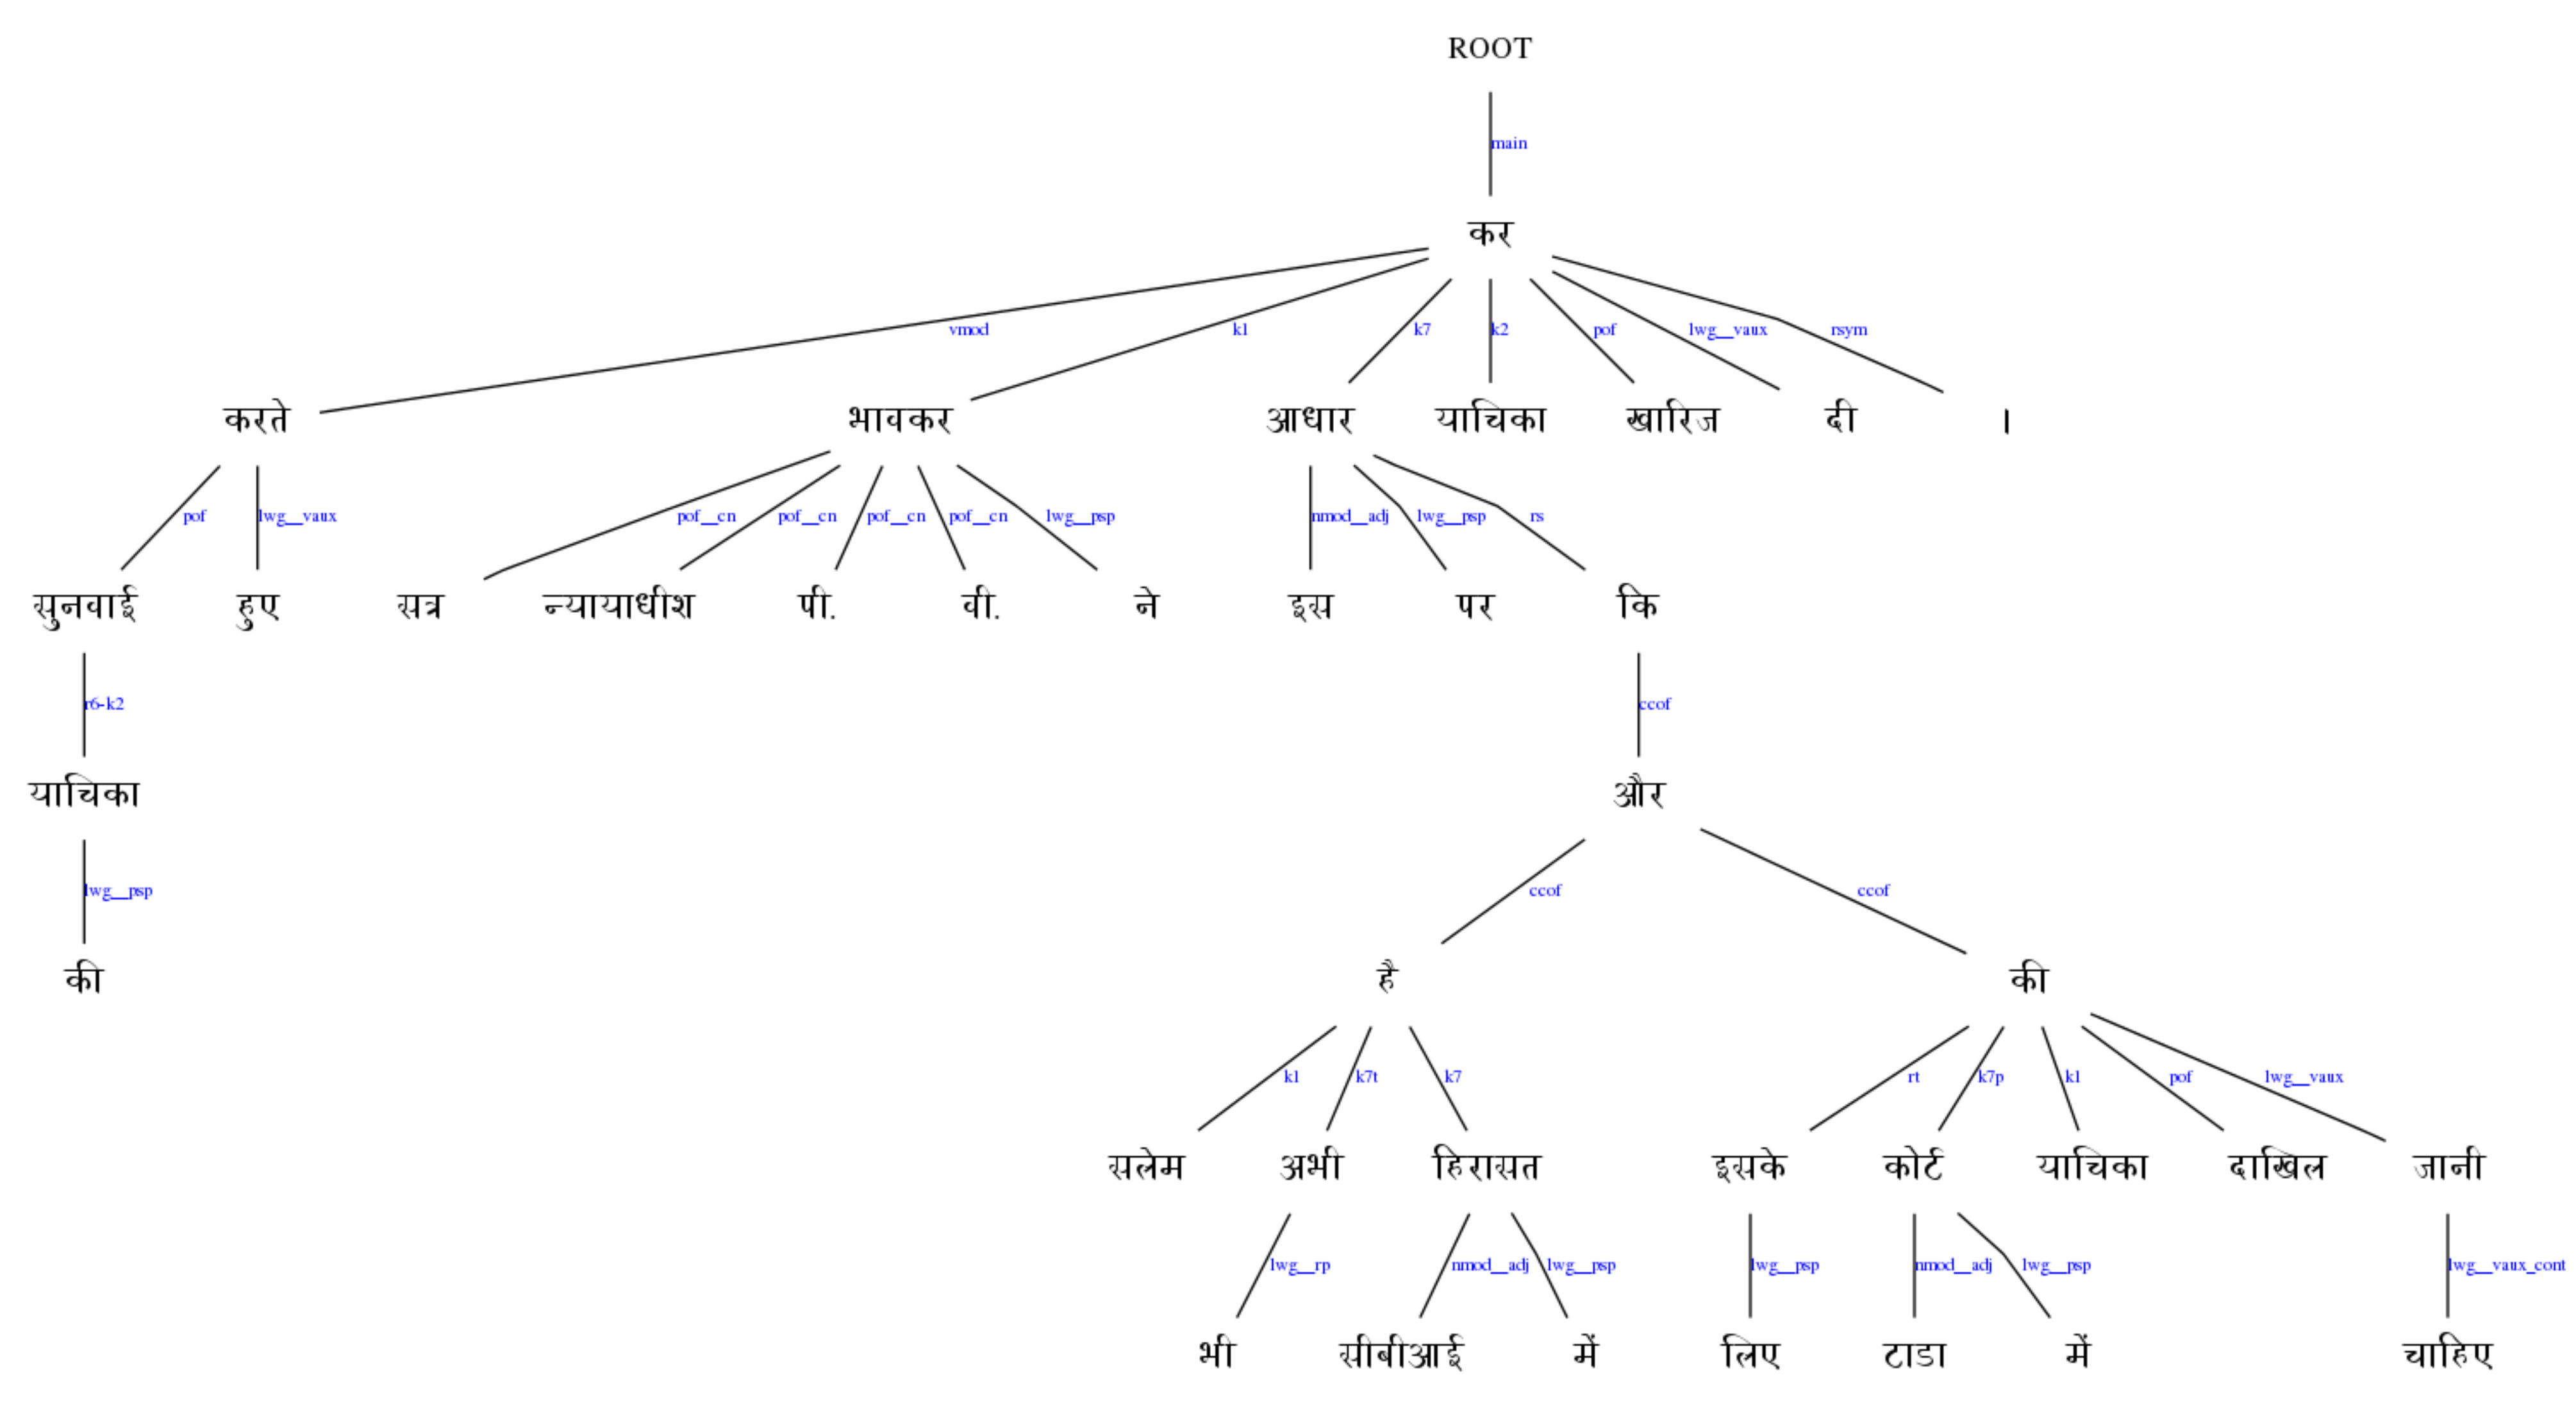 ROOT
main
कर
vmod k1 k7 k2 pof lwg__vaux rsym
करते भावकर आधार याचिका खारिज दी ।
pof lwg__vaux pof__cn pof__cn pof__cn pof__cn lwg__psp nmod__adj lwg__psp rs
सुनवाई हुए सत्र न्यायाधीश पी. वी. ने इस पर कि
r6-k2 ccof
याचिका और
lwg__psp ccof ccof
की है की
k1 k7t k7 rt k7p k1 pof lwg__vaux
सलेम अभी हिरासत इसके कोर्ट याचिका दाखिल जानी
lwg__rp nmod__adj lwg__psp lwg__psp nmod__adj lwg__psp lwg__vaux_cont
भी सीबीआई में लिए टाडा में चाहिए